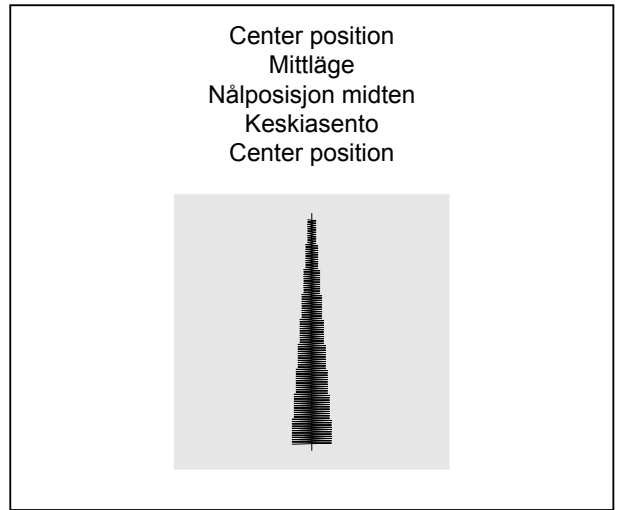 Center position
Mittläge
Nålposisjon midten
Keskiasento
Center position